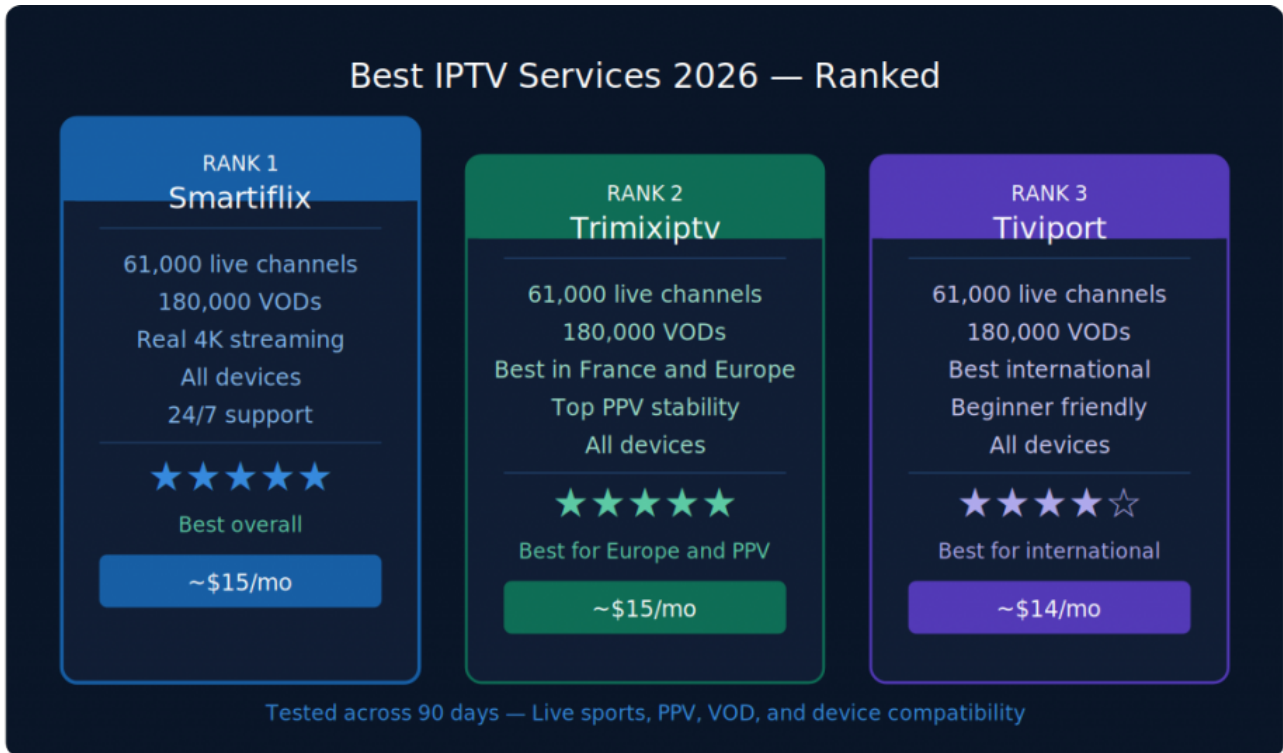 Best IPTV Services 2026 — Ranked
RANK 1
Smartiflix
61,000 live channels
180,000 VODs
Real 4K streaming
All devices
24/7 support
★★★★★
Best overall
~$15/mo
RANK 2
Trimixiptv
61,000 live channels
180,000 VODs
Best in France and Europe
Top PPV stability
All devices
★★★★★
Best for Europe and PPV
~$15/mo
RANK 3
Tiviport
61,000 live channels
180,000 VODs
Best international
Beginner friendly
All devices
★★★★☆
Best for international
~$14/mo
Tested across 90 days — Live sports, PPV, VOD, and device compatibility